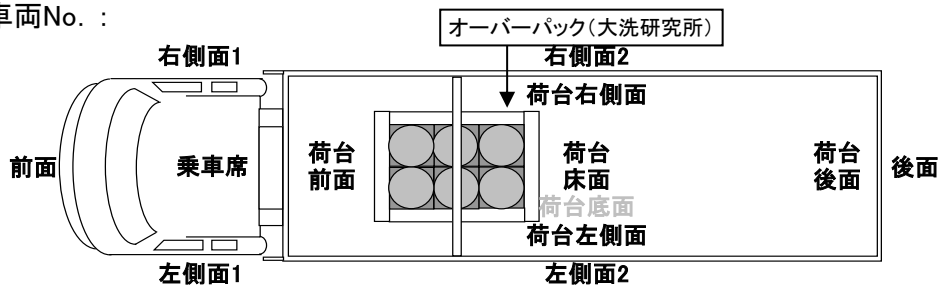 車両No. :
オーバーパック(大洗研究所)
右側面1
右側面2
荷台右側面
前面
乗車席
荷台
前面
荷台
床面
荷台
後面
後面
荷台底面
荷台左側面
左側面1
左側面2